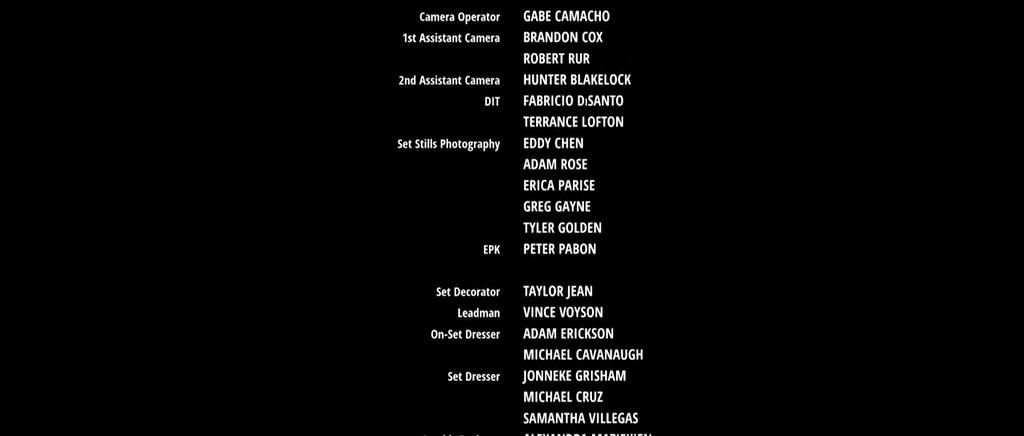 Camera Operator GABE CAMACHO
1st Assistant Camera BRANDON COX
ROBERT RUR
2nd Assistant Camera HUNTER BLAKELOCK
DIT FABRICIO DiSANTO
TERRANCE LOFTON
Set Stills Photography EDDY CHEN
ADAM ROSE
ERICA PARISE
GREG GAYNE
TYLER GOLDEN
EPK PETER PABON
Set Decorator TAYLOR JEAN
Leadman VINCE VOYSON
On-Set Dresser ADAM ERICKSON
MICHAEL CAVANAUGH
Set Dresser JONNEKE GRISHAM
MICHAEL CRUZ
SAMANTHA VILLEGAS